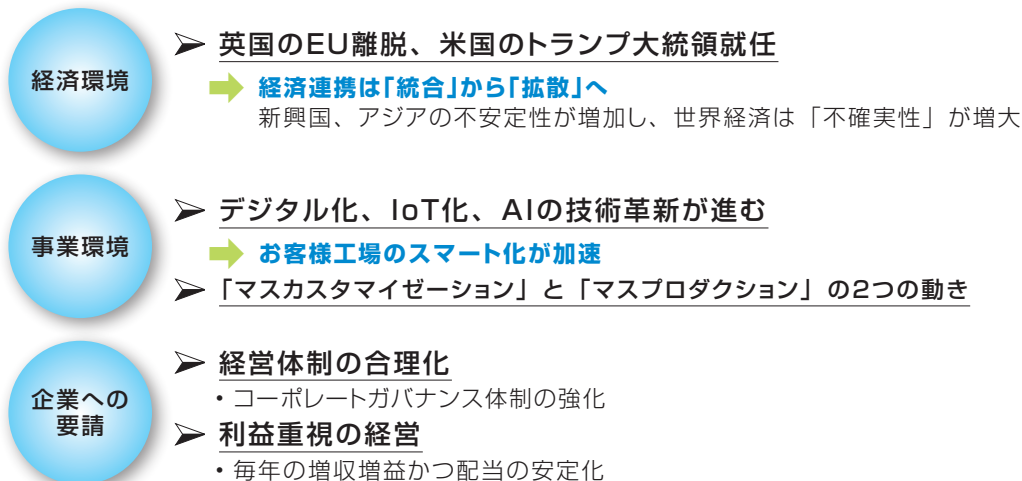 経済環境
➢ 英国のEU離脱、米国のトランプ大統領就任
経済連携は「統合」から「拡散」へ
新興国、アジアの不安定性が増加し、世界経済は「不確実性」が増大
事業環境
➢ デジタル化、IoT化、AIの技術革新が進む
お客様工場のスマート化が加速
➢ 「マスカスタマイゼーション」と「マスプロダクション」の2つの動き
企業への
要請
➢ 経営体制の合理化
・コーポレートガバナンス体制の強化
➢ 利益重視の経営
・毎年の増収増益かつ配当の安定化